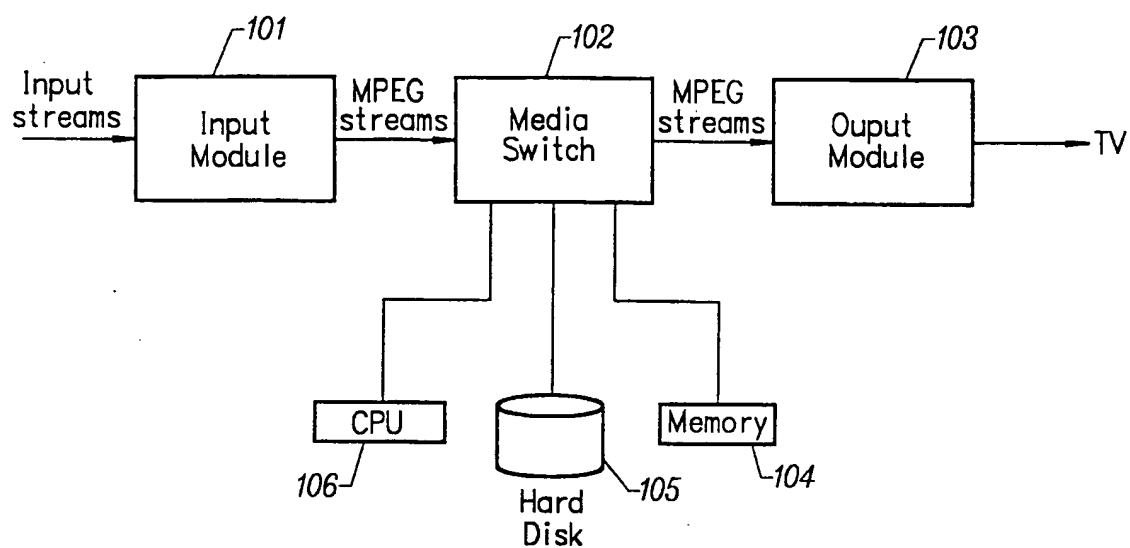 101
102
103
Input
streams
Input
Module
MPEG
streams
Media
Switch
MPEG
streams
Ouput
Module
TV
CPU
106
Hard
Disk
105
Memory
104